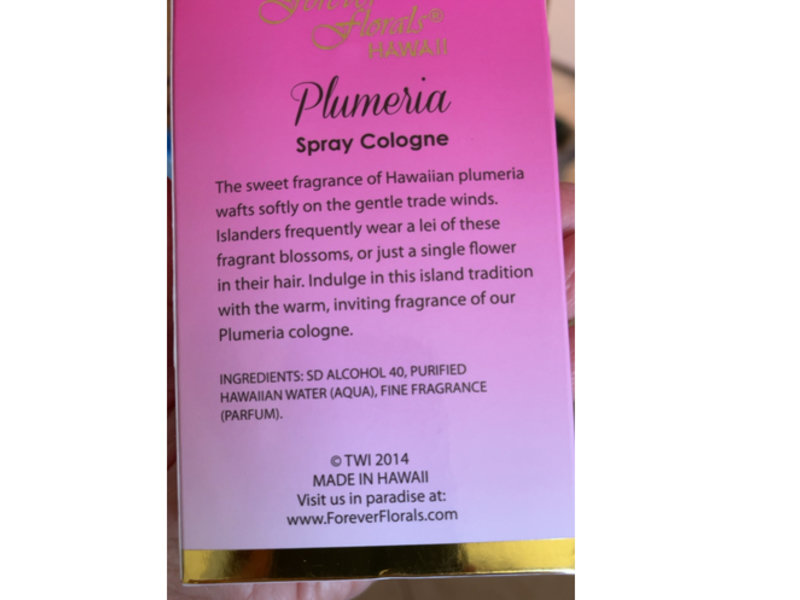 Forever
Florals®
HAWAII
Plumeria
Spray Cologne
The sweet fragrance of Hawaiian plumeria
wafts softly on the gentle trade winds.
Islanders frequently wear a lei of these
fragrant blossoms, or just a single flower
in their hair. Indulge in this island tradition
with the warm, inviting fragrance of our
Plumeria cologne.
INGREDIENTS: SD ALCOHOL 40, PURIFIED
HAWAIIAN WATER (AQUA), FINE FRAGRANCE
(PARFUM).
© TWI 2014
MADE IN HAWAII
Visit us in paradise at:
www.ForeverFlorals.com